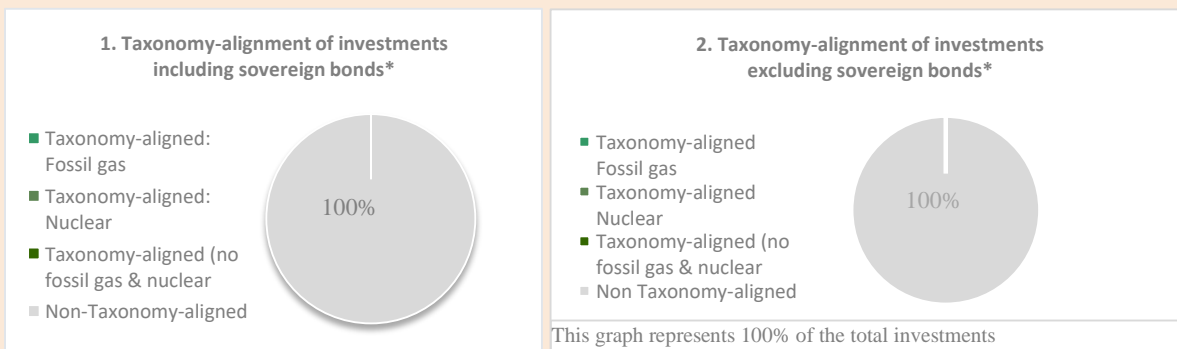 1. Taxonomy-alignment of investments
including sovereign bonds*
Taxonomy-aligned:
Fossil gas
Taxonomy-aligned:
Nuclear
Taxonomy-aligned (no
fossil gas & nuclear
Non-Taxonomy-aligned
100%
2. Taxonomy-alignment of investments
excluding sovereign bonds*
Taxonomy-aligned
Fossil gas
Taxonomy-aligned
Nuclear
Taxonomy-aligned (no
fossil gas & nuclear
Non Taxonomy-aligned
100%
This graph represents 100% of the total investments